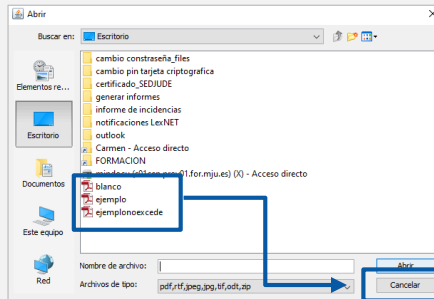 Abrir
Buscar en:
Escritorio
cambio constraseña_files
cambio pin tarjeta criptografica
certificado_SEDJUDE
generar informes
informe de incidencias
notificaciones LexNET
outlook
Carmen - Acceso directo
FORMACION
(X) - Acceso directo
blanco
ejemplo
ejemplonoexcede
Elementos re...
Escritorio
Documentos
Este equipo
Red
Nombre de archivo:
Abrir
Archivos de tipo:
pdf,rtf,jpeg,jpg,tif,odt,zip
Cancelar